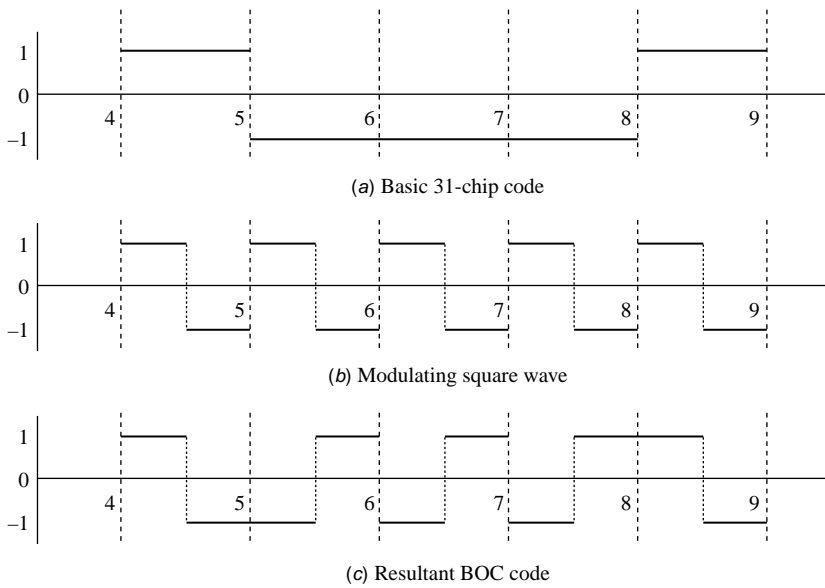 1
0
4 5 6 7 8 9
–1
(a) Basic 31-chip code
1
0
4 5 6 7 8 9
–1
(b) Modulating square wave
1
0
4 5 6 7 8 9
–1
(c) Resultant BOC code